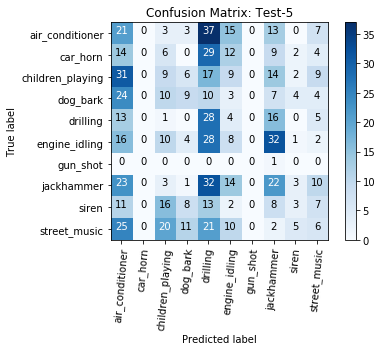 Confusion Matrix: Test-5
True label
air_conditioner 21 0 3 3 37 15 0 13 0 7
car_horn 14 0 6 0 29 12 0 9 2 4
children_playing 31 0 9 6 17 9 0 14 2 9
dog_bark 24 0 10 9 10 3 0 7 4 4
drilling 13 0 1 0 28 4 0 16 0 5
engine_idling 16 0 10 4 28 8 0 32 1 2
gun_shot 0 0 0 0 0 0 0 1 0 0
jackhammer 23 0 3 1 32 14 0 22 3 10
siren 11 0 16 8 13 2 0 8 3 7
street_music 25 0 20 11 21 10 0 2 5 6
air_conditioner car_horn children_playing dog_bark drilling engine_idling gun_shot jackhammer siren street_music
Predicted label
35
30
25
20
15
10
5
0